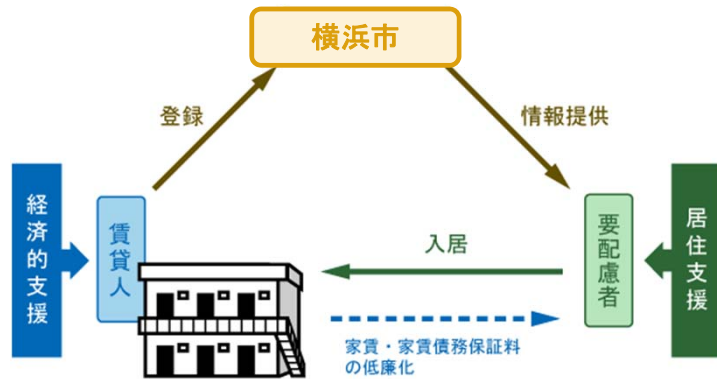 横浜市
登録
情報提供
経済的支援
賃貸人
入居
要配慮者
居住支援
家賃・家賃債務保証料
の低廉化